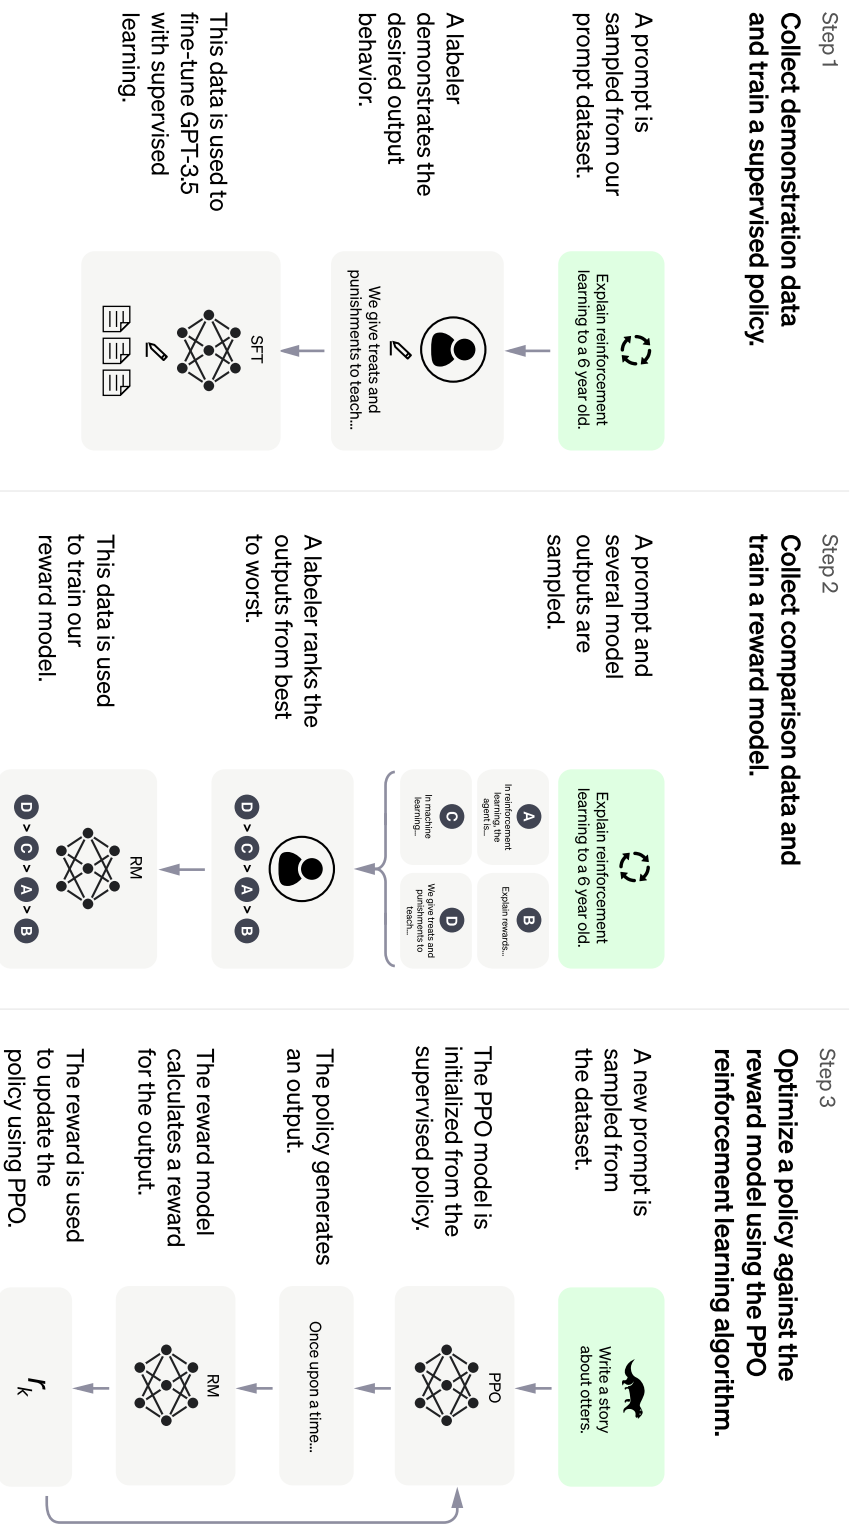 Step 1
Collect demonstration data
and train a supervised policy.
A prompt is
sampled from our
prompt dataset.
Explain reinforcement
learning to a 6 year old.
A labeler
demonstrates the
desired output
behavior.
We give treats and
punishments to teach...
This data is used to
fine-tune GPT-3.5
with supervised
learning.
SFT
Step 2
Collect comparison data and
train a reward model.
A prompt and
several model
outputs are
sampled.
Explain reinforcement
learning to a 6 year old.
A
In reinforcement
learning, the
agent is...
B
Explain rewards...
C
In machine
learning...
D
We give treats and
punishments to
teach...
A labeler ranks the
outputs from best
to worst.
D > C > A > B
This data is used
to train our
reward model.
RM
D > C > A > B
Step 3
Optimize a policy against the
reward model using the PPO
reinforcement learning algorithm.
A new prompt is
sampled from
the dataset.
Write a story
about otters.
The PPO model is
initialized from the
supervised policy.
PPO
The policy generates
an output.
Once upon a time...
The reward model
calculates a reward
for the output.
RM
The reward is used
to update the
policy using PPO.
rk